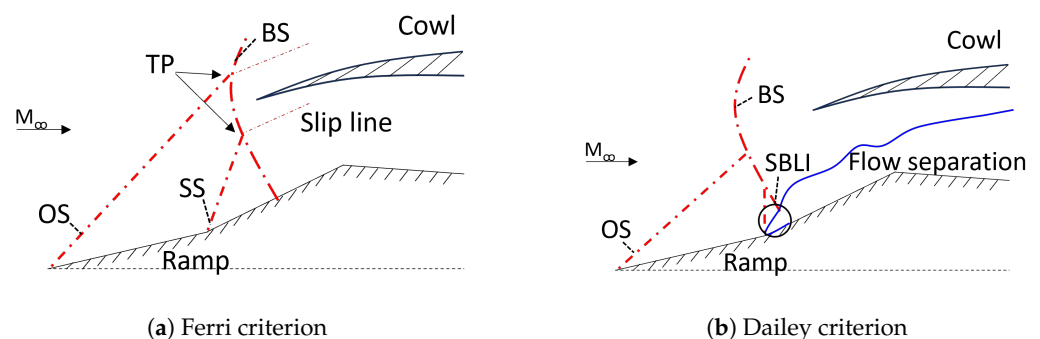 BS
Cowl
TP
M∞
Slip line
SS
OS
Ramp
(a) Ferri criterion
Cowl
BS
M∞
SBLI
Flow separation
OS
Ramp
(b) Dailey criterion